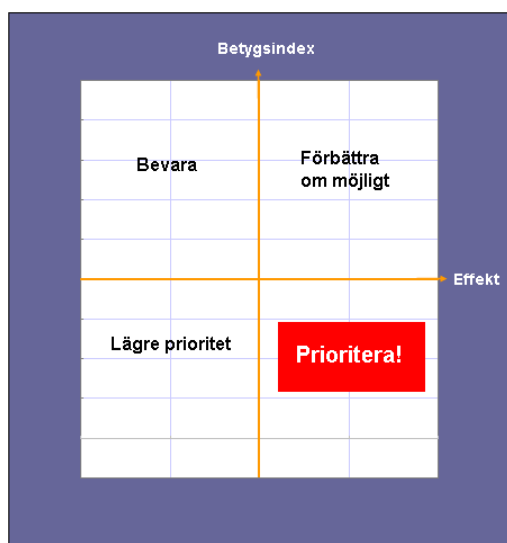 Betygsindex
Bevara
Förbättra
om möjligt
Effekt
Lägre prioritet
Prioritera!